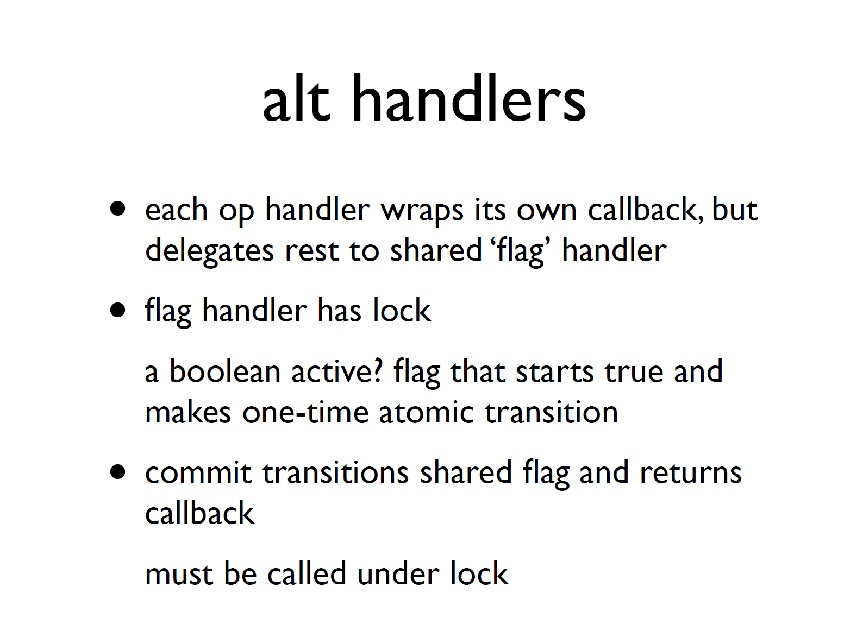 alt handlers
• each op handler wraps its own callback, but
delegates rest to shared ‘flag’ handler
• flag handler has lock
a boolean active? flag that starts true and
makes one-time atomic transition
• commit transitions shared flag and returns
callback
must be called under lock